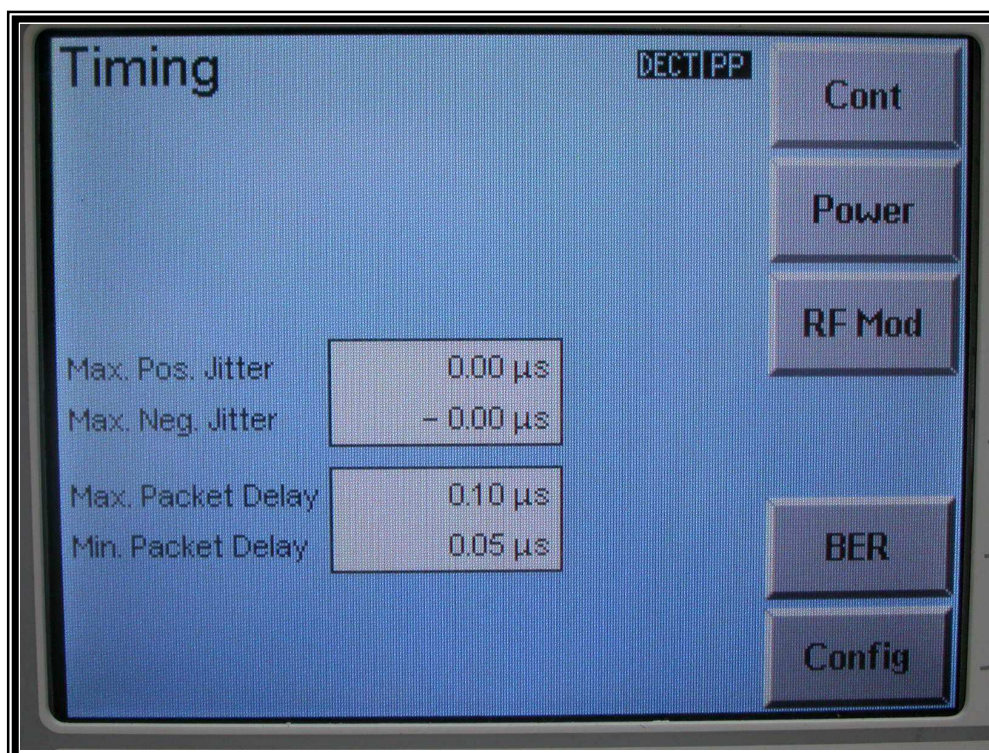 Timing
DECT PP
Cont
Power
RF Mod
Max. Pos. Jitter 0.00 µs
Max. Neg. Jitter – 0.00 µs
Max. Packet Delay 0.10 µs
Min. Packet Delay 0.05 µs
BER
Config